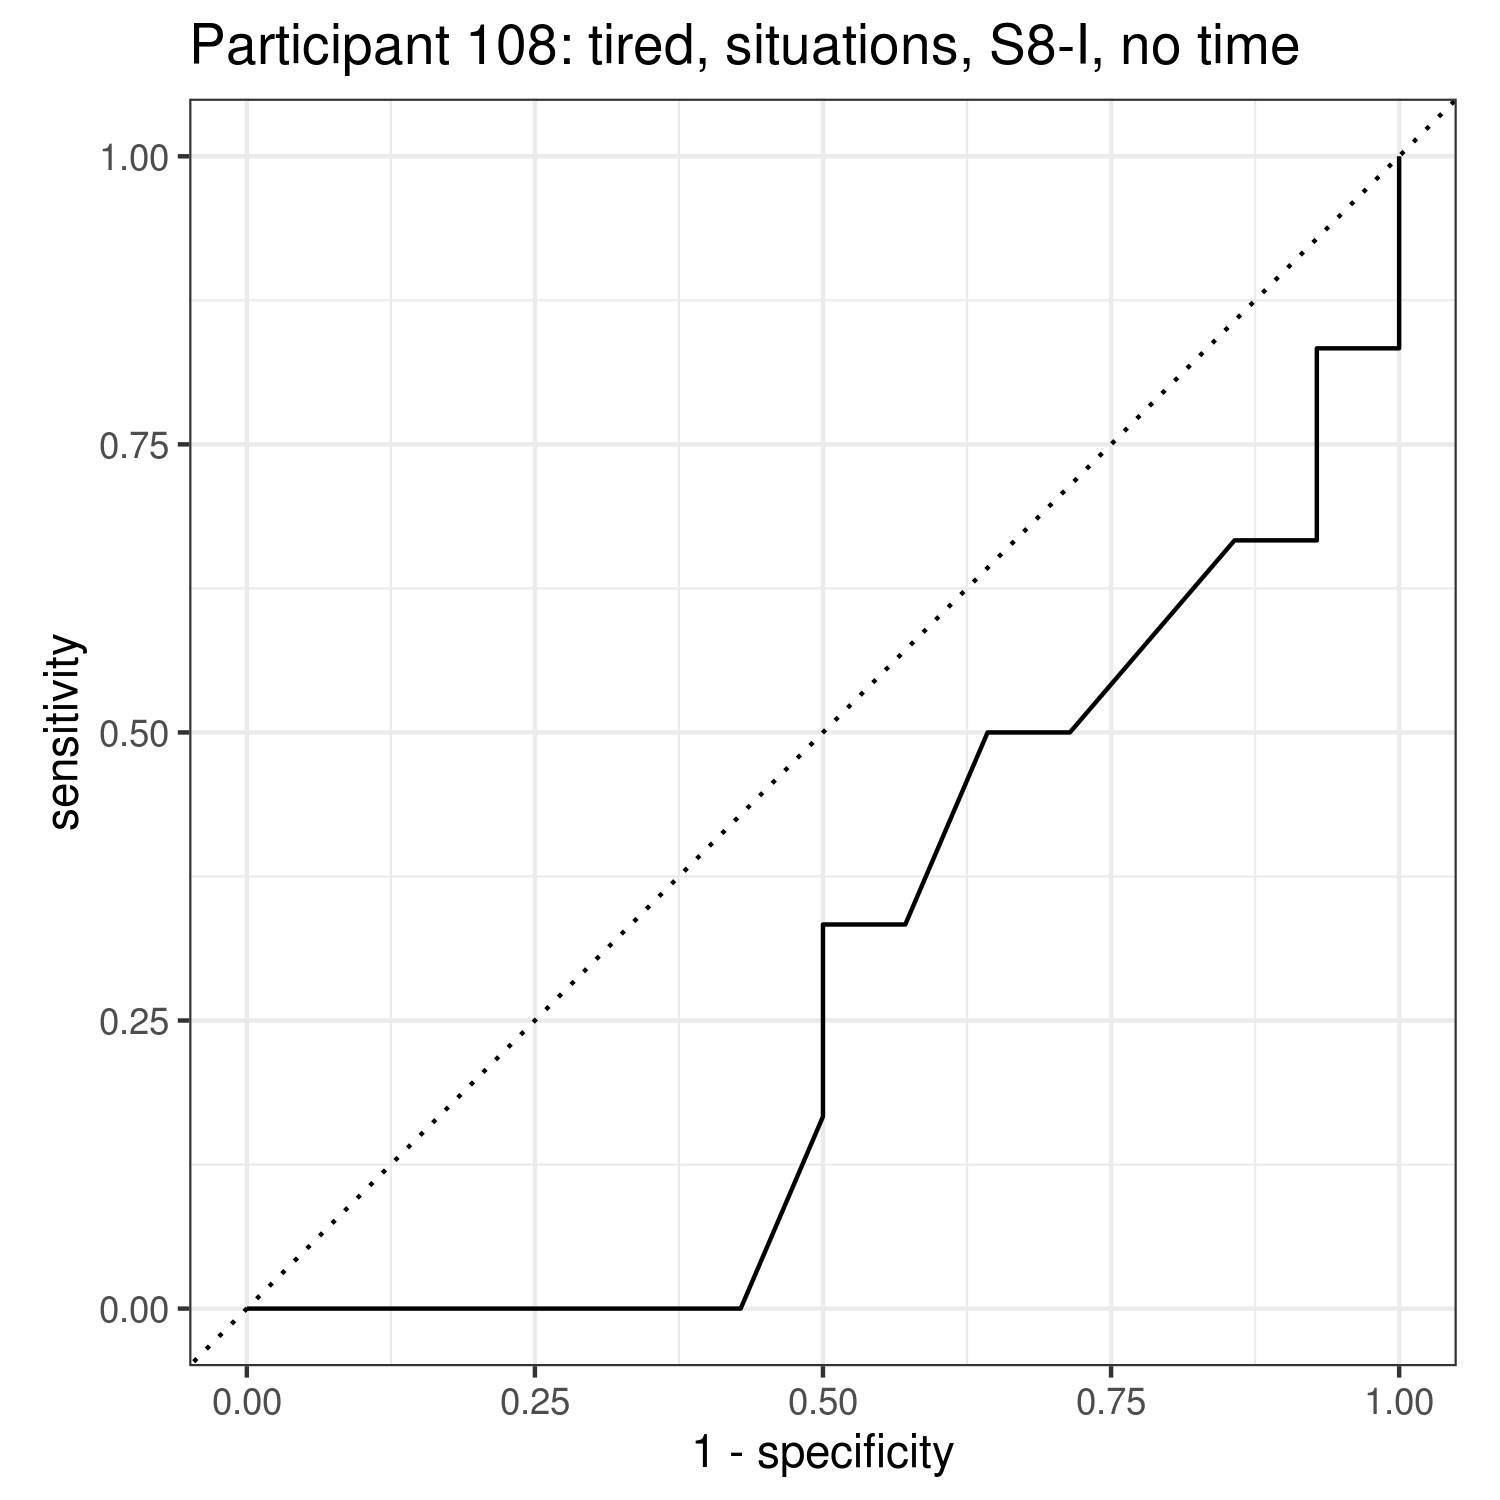 Participant 108: tired, situations, S8-I, no time
1.00
0.75
0.50
0.25
0.00
sensitivity
0.00 0.25 0.50 0.75 1.00
1 - specificity